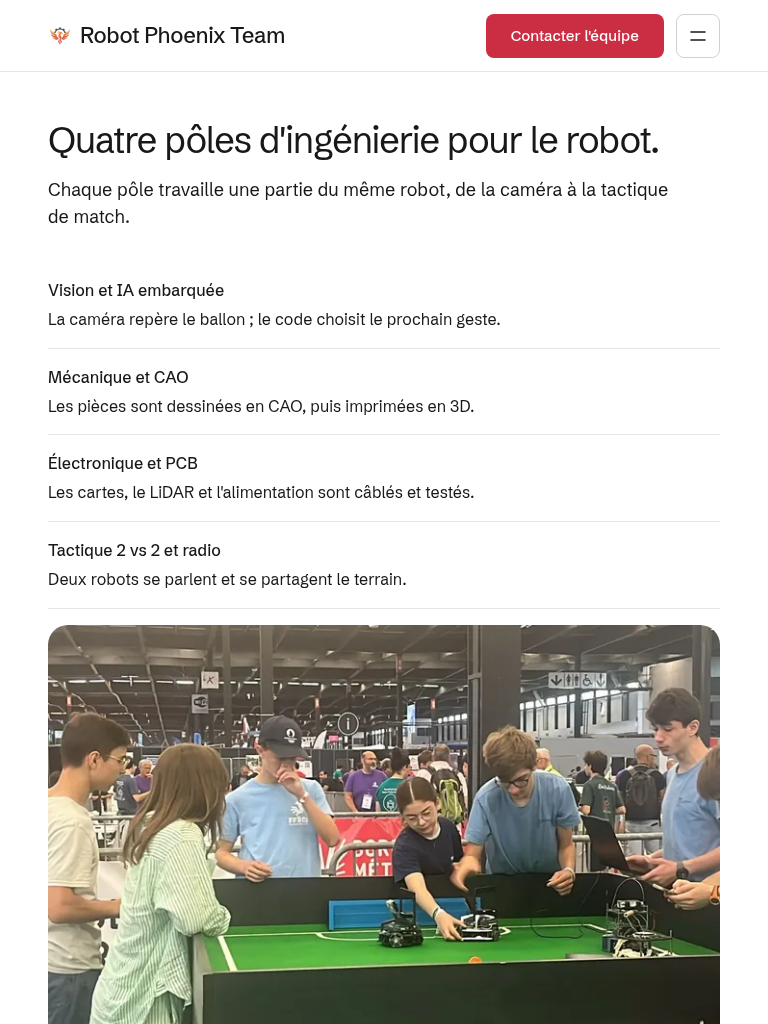 Robot Phoenix Team
Contacter l'équipe
Quatre pôles d'ingénierie pour le robot.
Chaque pôle travaille une partie du même robot, de la caméra à la tactique
de match.
Vision et IA embarquée
La caméra repère le ballon ; le code choisit le prochain geste.
Mécanique et CAO
Les pièces sont dessinées en CAO, puis imprimées en 3D.
Électronique et PCB
Les cartes, le LiDAR et l'alimentation sont câblés et testés.
Tactique 2 vs 2 et radio
Deux robots se parlent et se partagent le terrain.